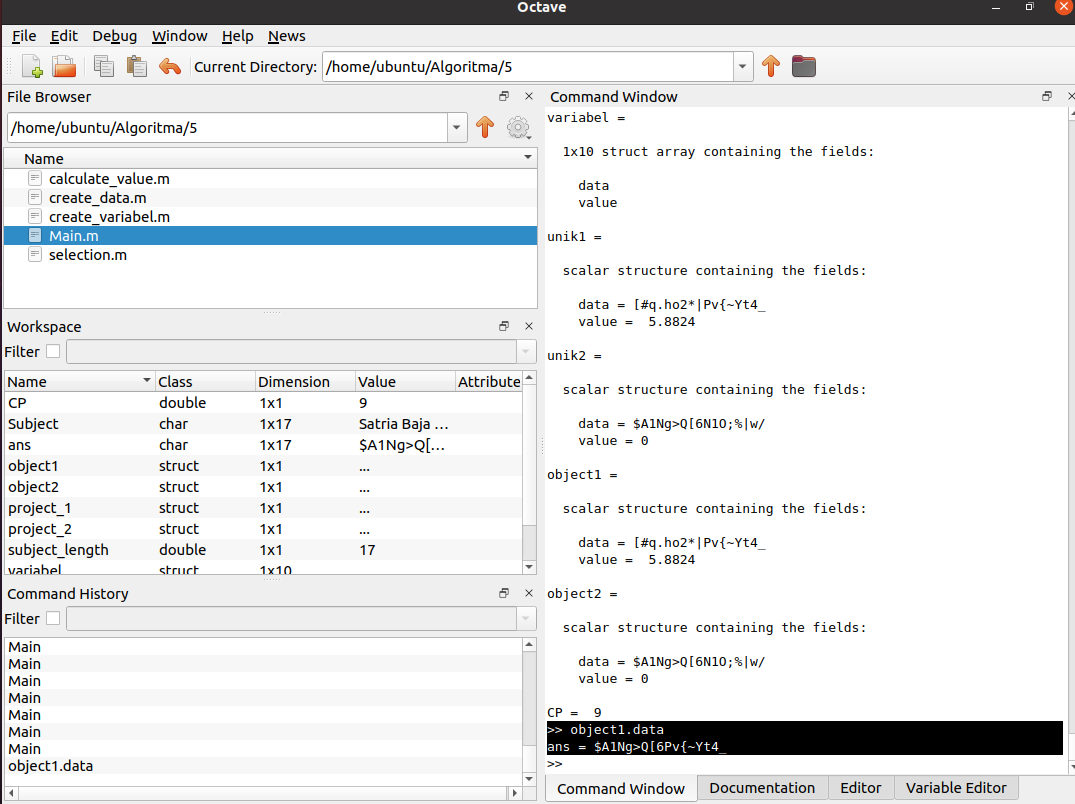 Octave
File Edit Debug Window Help News
Current Directory: /home/ubuntu/Algoritma/5
File Browser
/home/ubuntu/Algoritma/5
Name
calculate_value.m
create_data.m
create_variabel.m
Main.m
selection.m
Workspace
Filter
Name Class Dimension Value Attribute
CP double 1x1 9
Subject char 1x17 Satria Baja ...
ans char 1x17 $A1Ng>Q[...
object1 struct 1x1 ...
object2 struct 1x1 ...
project_1 struct 1x1 ...
project_2 struct 1x1 ...
subject_length double 1x1 17
variabel struct 1x10
Command History
Filter
Main
Main
Main
Main
Main
Main
Main
object1.data
Command Window
variabel =
1x10 struct array containing the fields:
data
value
unik1 =
scalar structure containing the fields:
data = [#q.ho2*|Pv{~Yt4_
value = 5.8824
unik2 =
scalar structure containing the fields:
data = $A1Ng>Q[6N1O;%|w/
value = 0
object1 =
scalar structure containing the fields:
data = [#q.ho2*|Pv{~Yt4_
value = 5.8824
object2 =
scalar structure containing the fields:
data = $A1Ng>Q[6N1O;%|w/
value = 0
CP = 9
>> object1.data
ans = $A1Ng>Q[6Pv{~Yt4_
>>
Command Window Documentation Editor Variable Editor